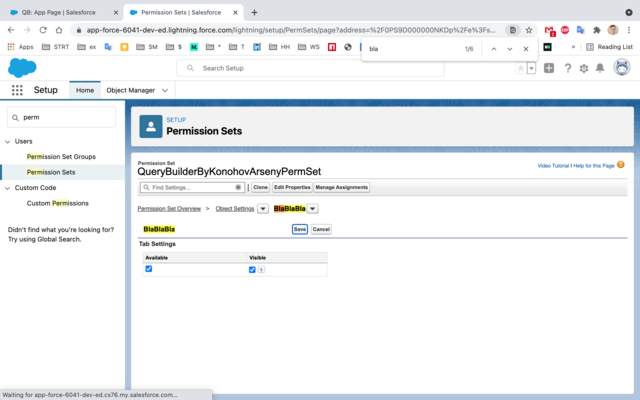 QB: App Page | Salesforce
Permission Sets | Salesforce
app-force-6041-dev-ed.lightning.force.com/lightning/setup/PermSets/page?address=%2F0PS9D000000NKDp%2Fe%3Fs...
Apps
STRT
ex
SM
$
*
T
IN
HH
WS
»
Reading List
bla
1/6
Search Setup
Setup
Home
Object Manager
perm
Users
Permission Set Groups
Permission Sets
Custom Code
Custom Permissions
Didn't find what you're looking for?
Try using Global Search.
SETUP
Permission Sets
Permission Set
QueryBuilderByKonohovArsenyPermSet
Video Tutorial | Help for this Page
Find Settings...
Clone
Edit Properties
Manage Assignments
Permission Set Overview > Object Settings BlaBlaBla
BlaBlaBla
Save
Cancel
Tab Settings
Available
Visible
Waiting for app-force-6041-dev-ed.cs76.my.salesforce.com...